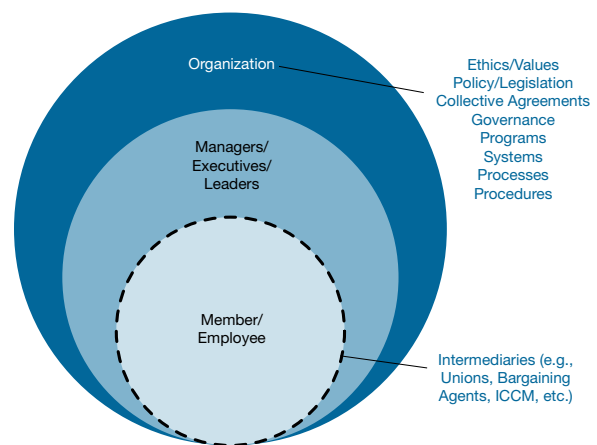 Organization
Ethics/Values
Policy/Legislation
Collective Agreements
Governance
Programs
Systems
Processes
Procedures
Managers/
Executives/
Leaders
Member/
Employee
Intermediaries (e.g.,
Unions, Bargaining
Agents, ICCM, etc.)